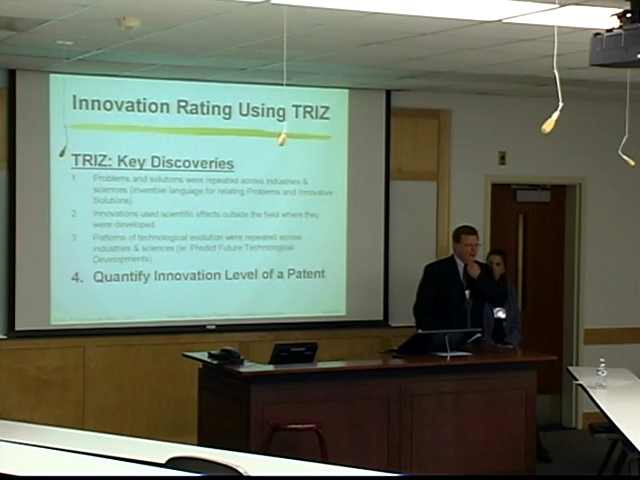 Innovation Rating Using TRIZ
TRIZ: Key Discoveries
1. Problems and solutions were repeated across industries &
sciences (inventive language for relating Problems and Innovative
Solutions)
2. Innovations used scientific effects outside the field where they
were developed
3. Patterns of technological evolution were repeated across
industries & sciences (ie: Predict Future Technological
Developments)
4. Quantify Innovation Level of a Patent